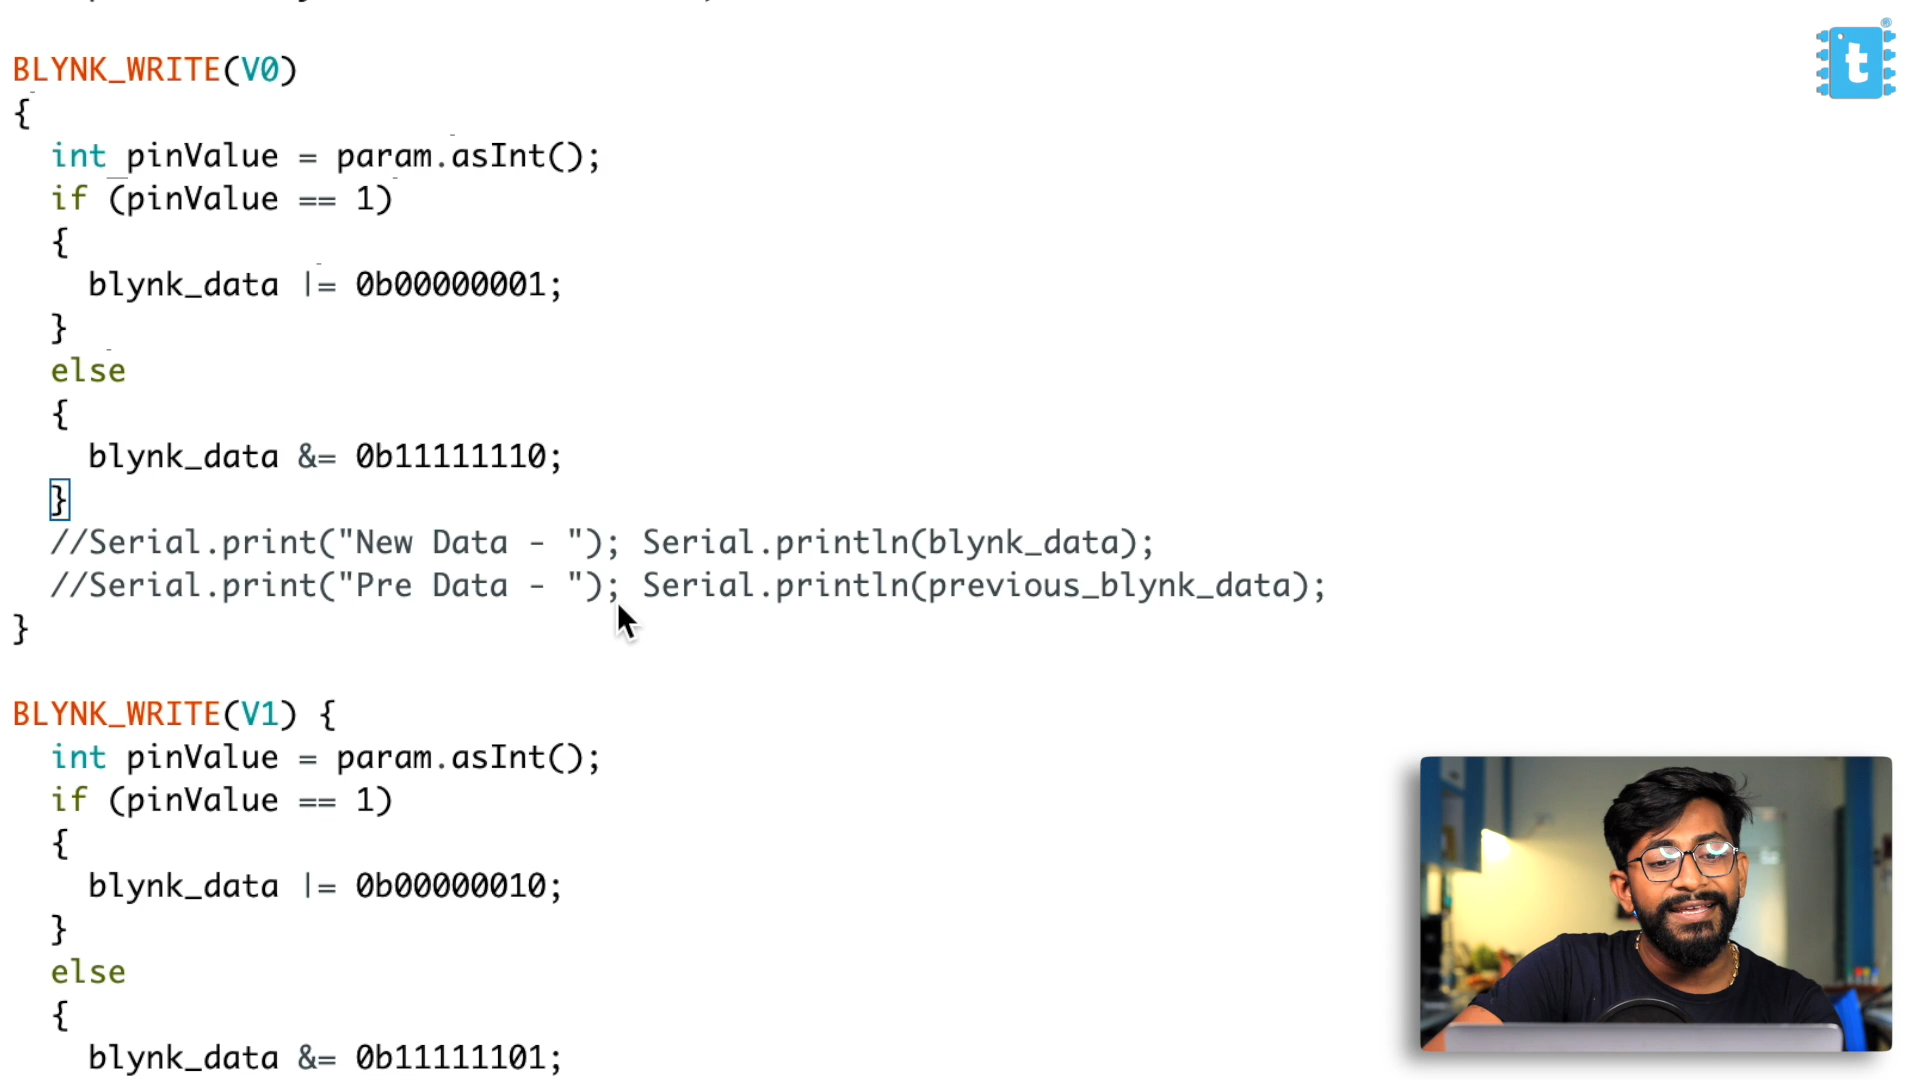 BLYNK_WRITE(V0)
{
int pinValue = param.asInt();
if (pinValue == 1)
{
blynk_data |= 0b00000001;
}
else
{
blynk_data &= 0b11111110;
}
//Serial.print("New Data - "); Serial.println(blynk_data);
//Serial.print("Pre Data - "); Serial.println(previous_blynk_data);
}
BLYNK_WRITE(V1) {
int pinValue = param.asInt();
if (pinValue == 1)
{
blynk_data |= 0b00000010;
}
else
{
blynk_data &= 0b11111101;
t